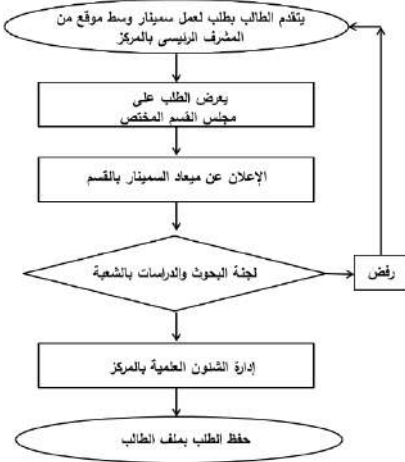 يتقدم الطالب بطلب لعمل سمينار وسط موقع من
المشرف الرئيسى بالمركز
يعرض الطلب على
مجلس القسم المختص
الإعلان عن ميعاد السمينار بالقسم
لجنة البحوث والدراسات بالشعبة
رفض
إدارة الشئون العلمية بالمركز
حفظ الطلب بملف الطالب